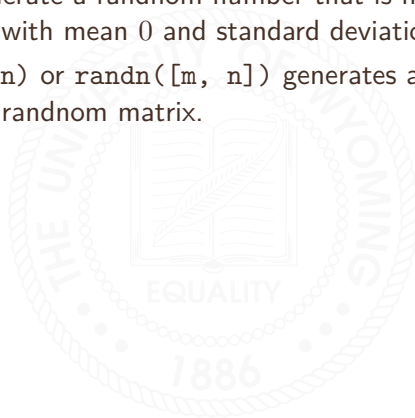 enerate a randnom number that is n
with mean 0 and standard deviatio
n) or randn([m, n]) generates a
randnom matrix.
THE UNIVERSITY OF WYOMING
EQUALITY
1886